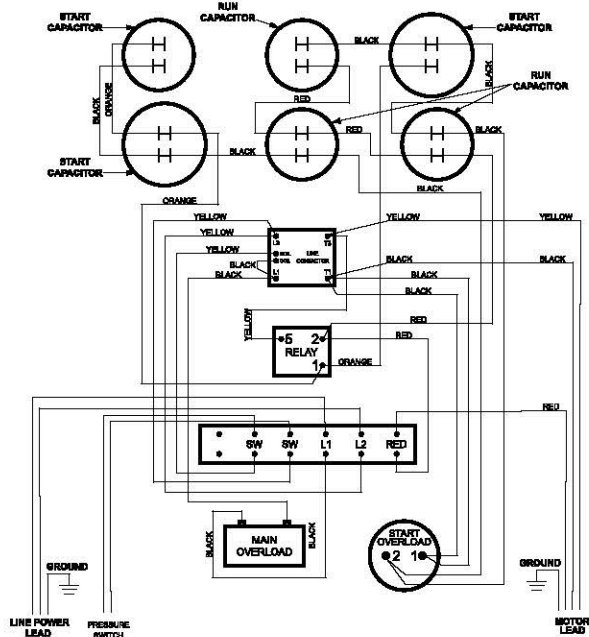 START
CAPACITOR
RUN
CAPACITOR
START
CAPACITOR
BLACK
BLACK
ORANGE
BLACK
RED
RUN
CAPACITOR
START
CAPACITOR
RED
BLACK
BLACK
BLACK
ORANGE
YELLOW
YELLOW
YELLOW
BLACK
BLACK
L2
T2
LINE
L1
T1
YELLOW
YELLOW
BLACK
BLACK
BLACK
BLACK
YELLOW
5 2
RELAY
1
RED
RED
ORANGE
RED
SW SW L1 L2 RED
BLACK
MAIN
OVERLOAD
BLACK
START
OVERLOAD
2 1
GROUND
GROUND
LINE POWER
LEAD
PRESSURE
SWITCH
MOTOR
LEAD